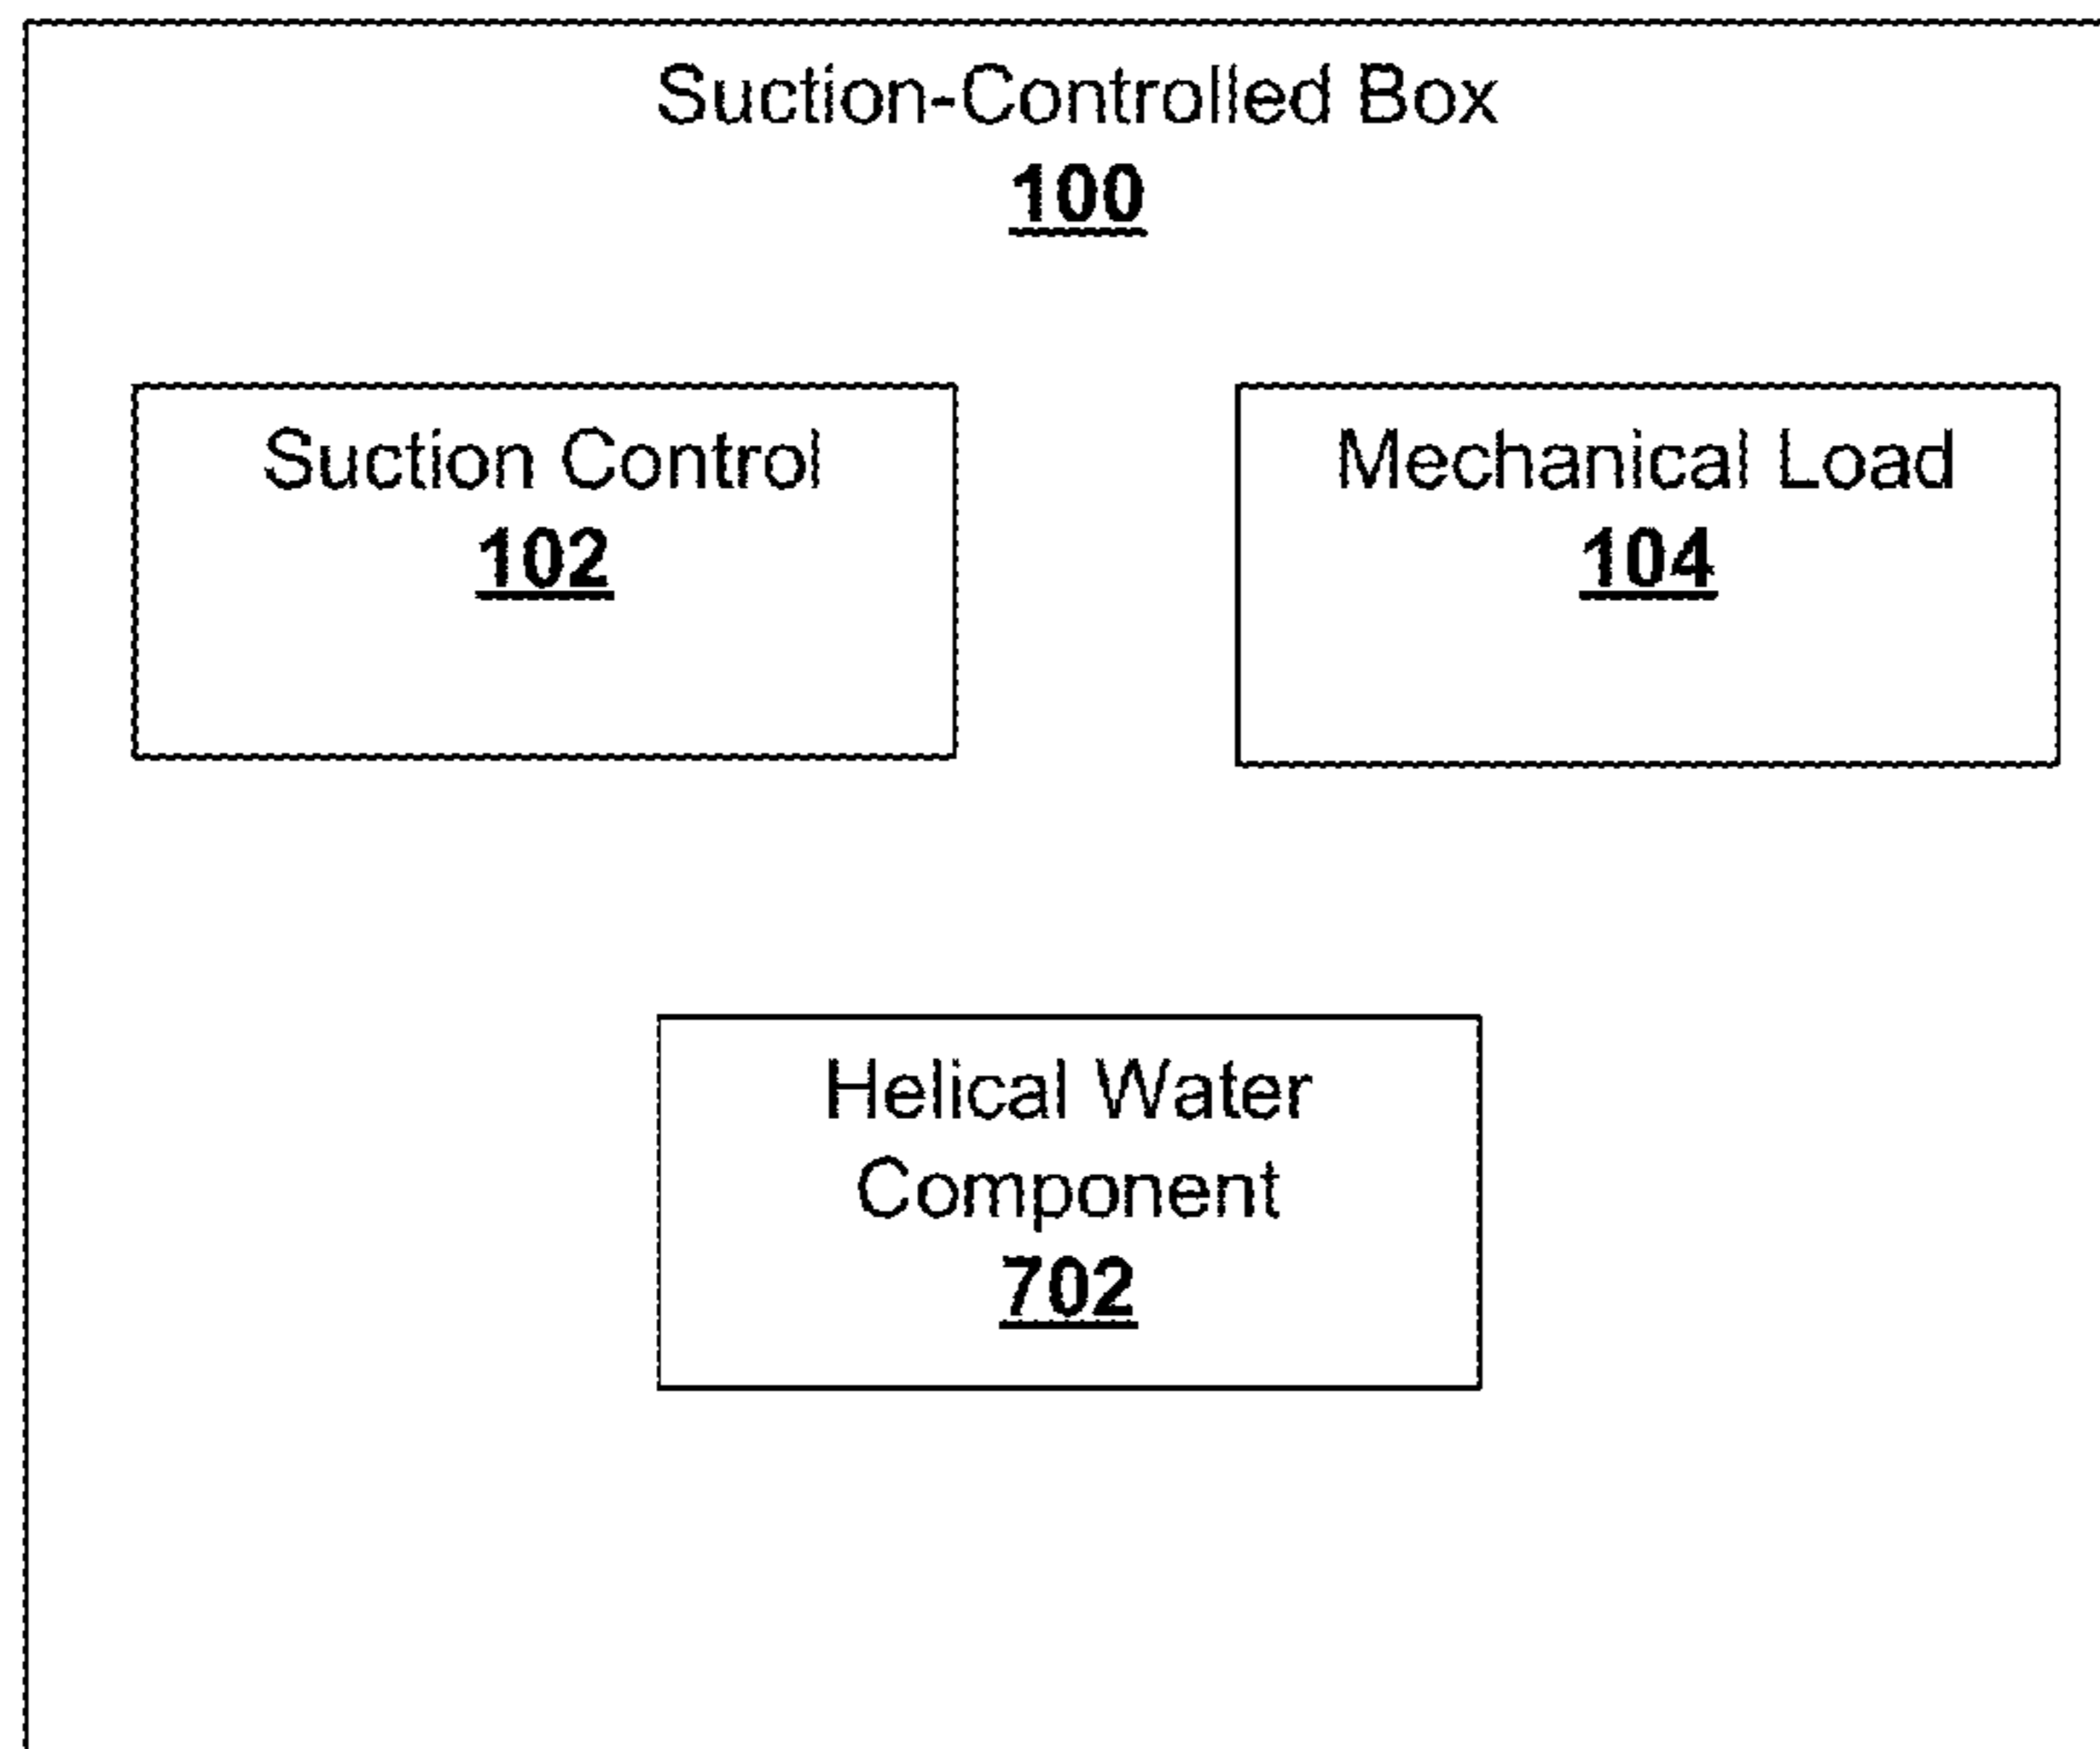 Suction-Controlled Box
100
Suction Control
102
Mechanical Load
104
Helical Water
Component
702